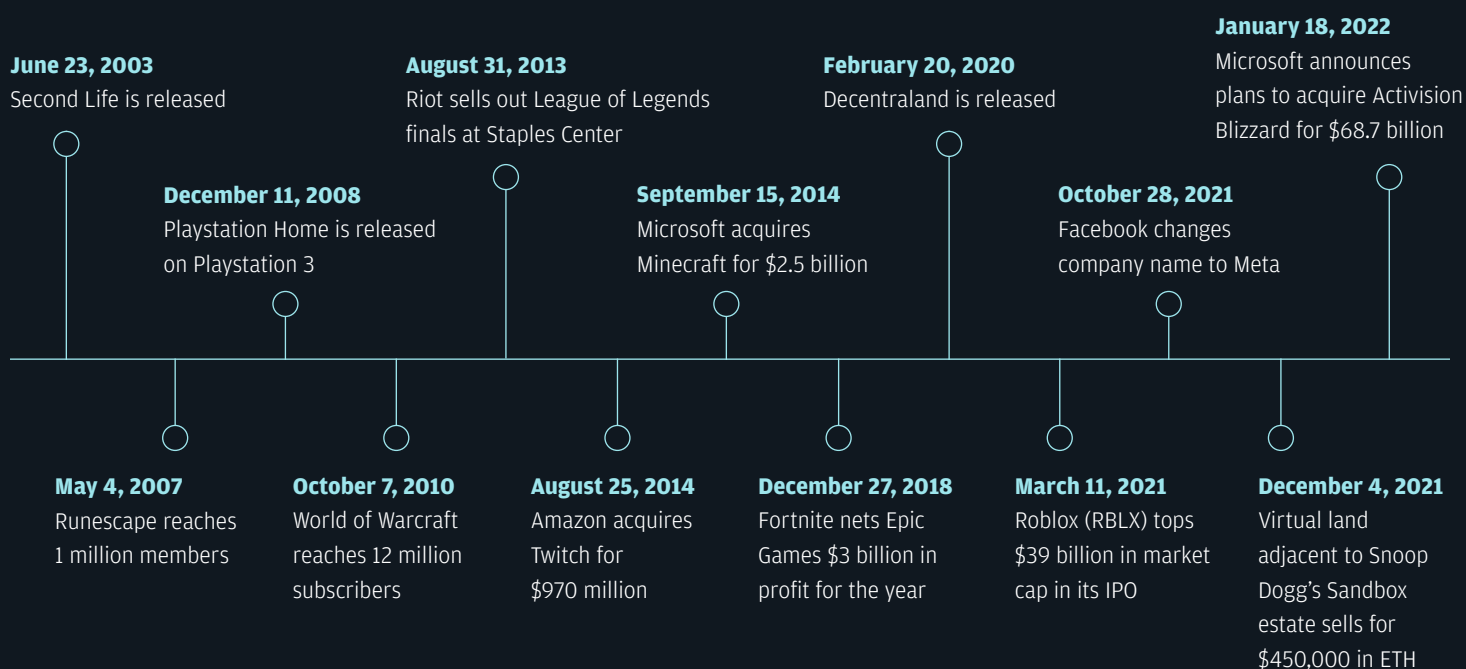 June 23, 2003
Second Life is released
May 4, 2007
Runescape reaches
1 million members
December 11, 2008
Playstation Home is released
on Playstation 3
October 7, 2010
World of Warcraft
reaches 12 million
subscribers
August 31, 2013
Riot sells out League of Legends
finals at Staples Center
August 25, 2014
Amazon acquires
Twitch for
$970 million
September 15, 2014
Microsoft acquires
Minecraft for $2.5 billion
December 27, 2018
Fortnite nets Epic
Games $3 billion in
profit for the year
February 20, 2020
Decentraland is released
March 11, 2021
Roblox (RBLX) tops
$39 billion in market
cap in its IPO
October 28, 2021
Facebook changes
company name to Meta
December 4, 2021
Virtual land
adjacent to Snoop
Dogg’s Sandbox
estate sells for
$450,000 in ETH
January 18, 2022
Microsoft announces
plans to acquire Activision
Blizzard for $68.7 billion